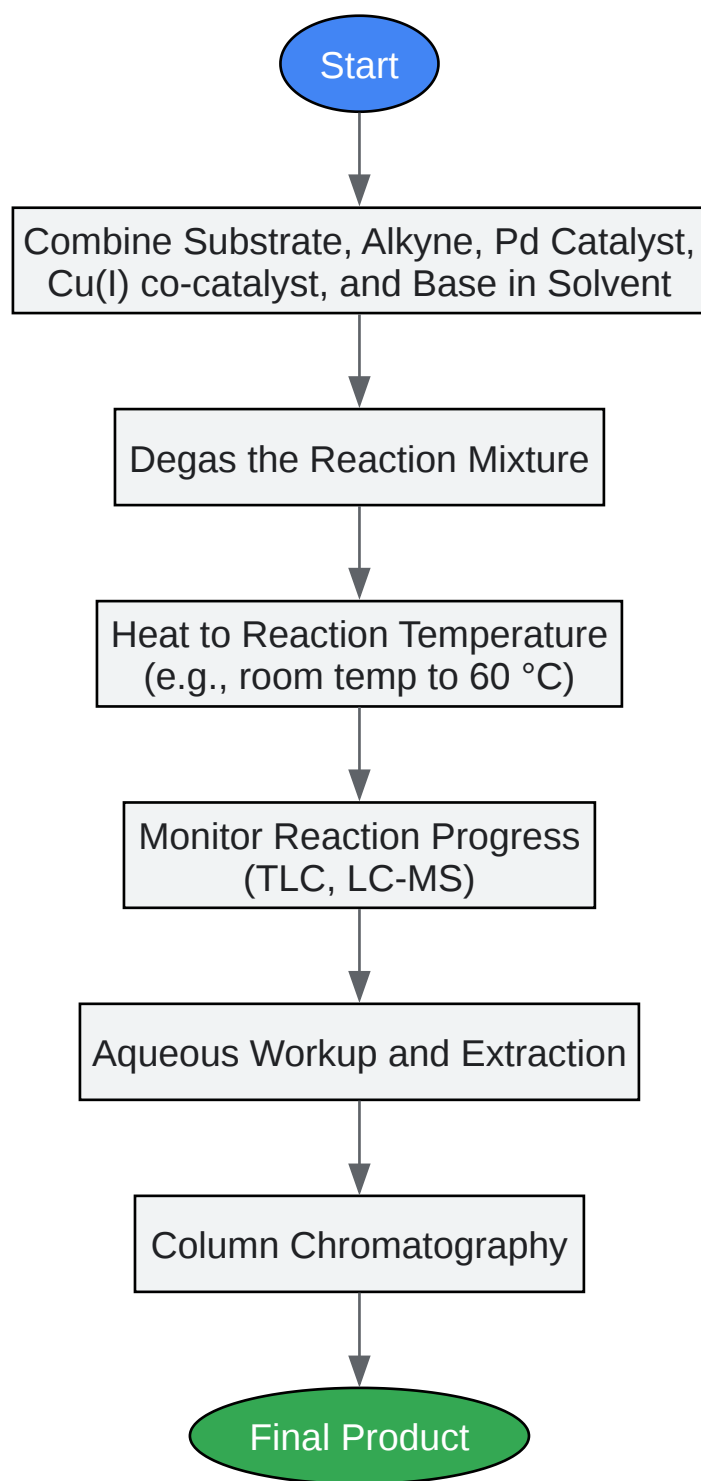 Start
Combine Substrate, Alkyne, Pd Catalyst,
Cu(I) co-catalyst, and Base in Solvent
Degas the Reaction Mixture
Heat to Reaction Temperature
(e.g., room temp to 60 °C)
Monitor Reaction Progress
(TLC, LC-MS)
Aqueous Workup and Extraction
Column Chromatography
Final Product